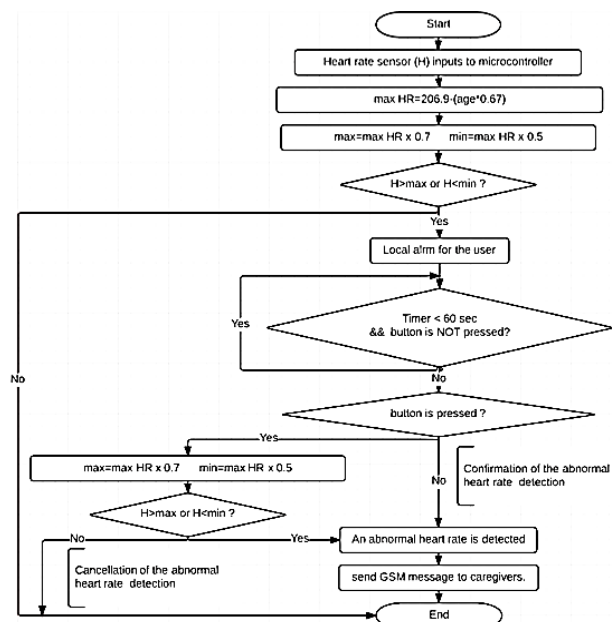 Start
Heart rate sensor (H) inputs to microcontroller
max HR=206.9-(age*0.67)
max=max HR x 0.7 min=max HR x 0.5
H>max or H<min ?
Yes
Local alrm for the user
Timer < 60 sec
&& button is NOT pressed?
Yes
No
No
button is pressed ?
Yes
No
Confirmation of the abnormal
heart rate detection
max=max HR x 0.7 min=max HR x 0.5
H>max or H<min ?
No
Yes
An abnormal heart rate is detected
Cancellation of the abnormal
heart rate detection
send GSM message to caregivers.
End